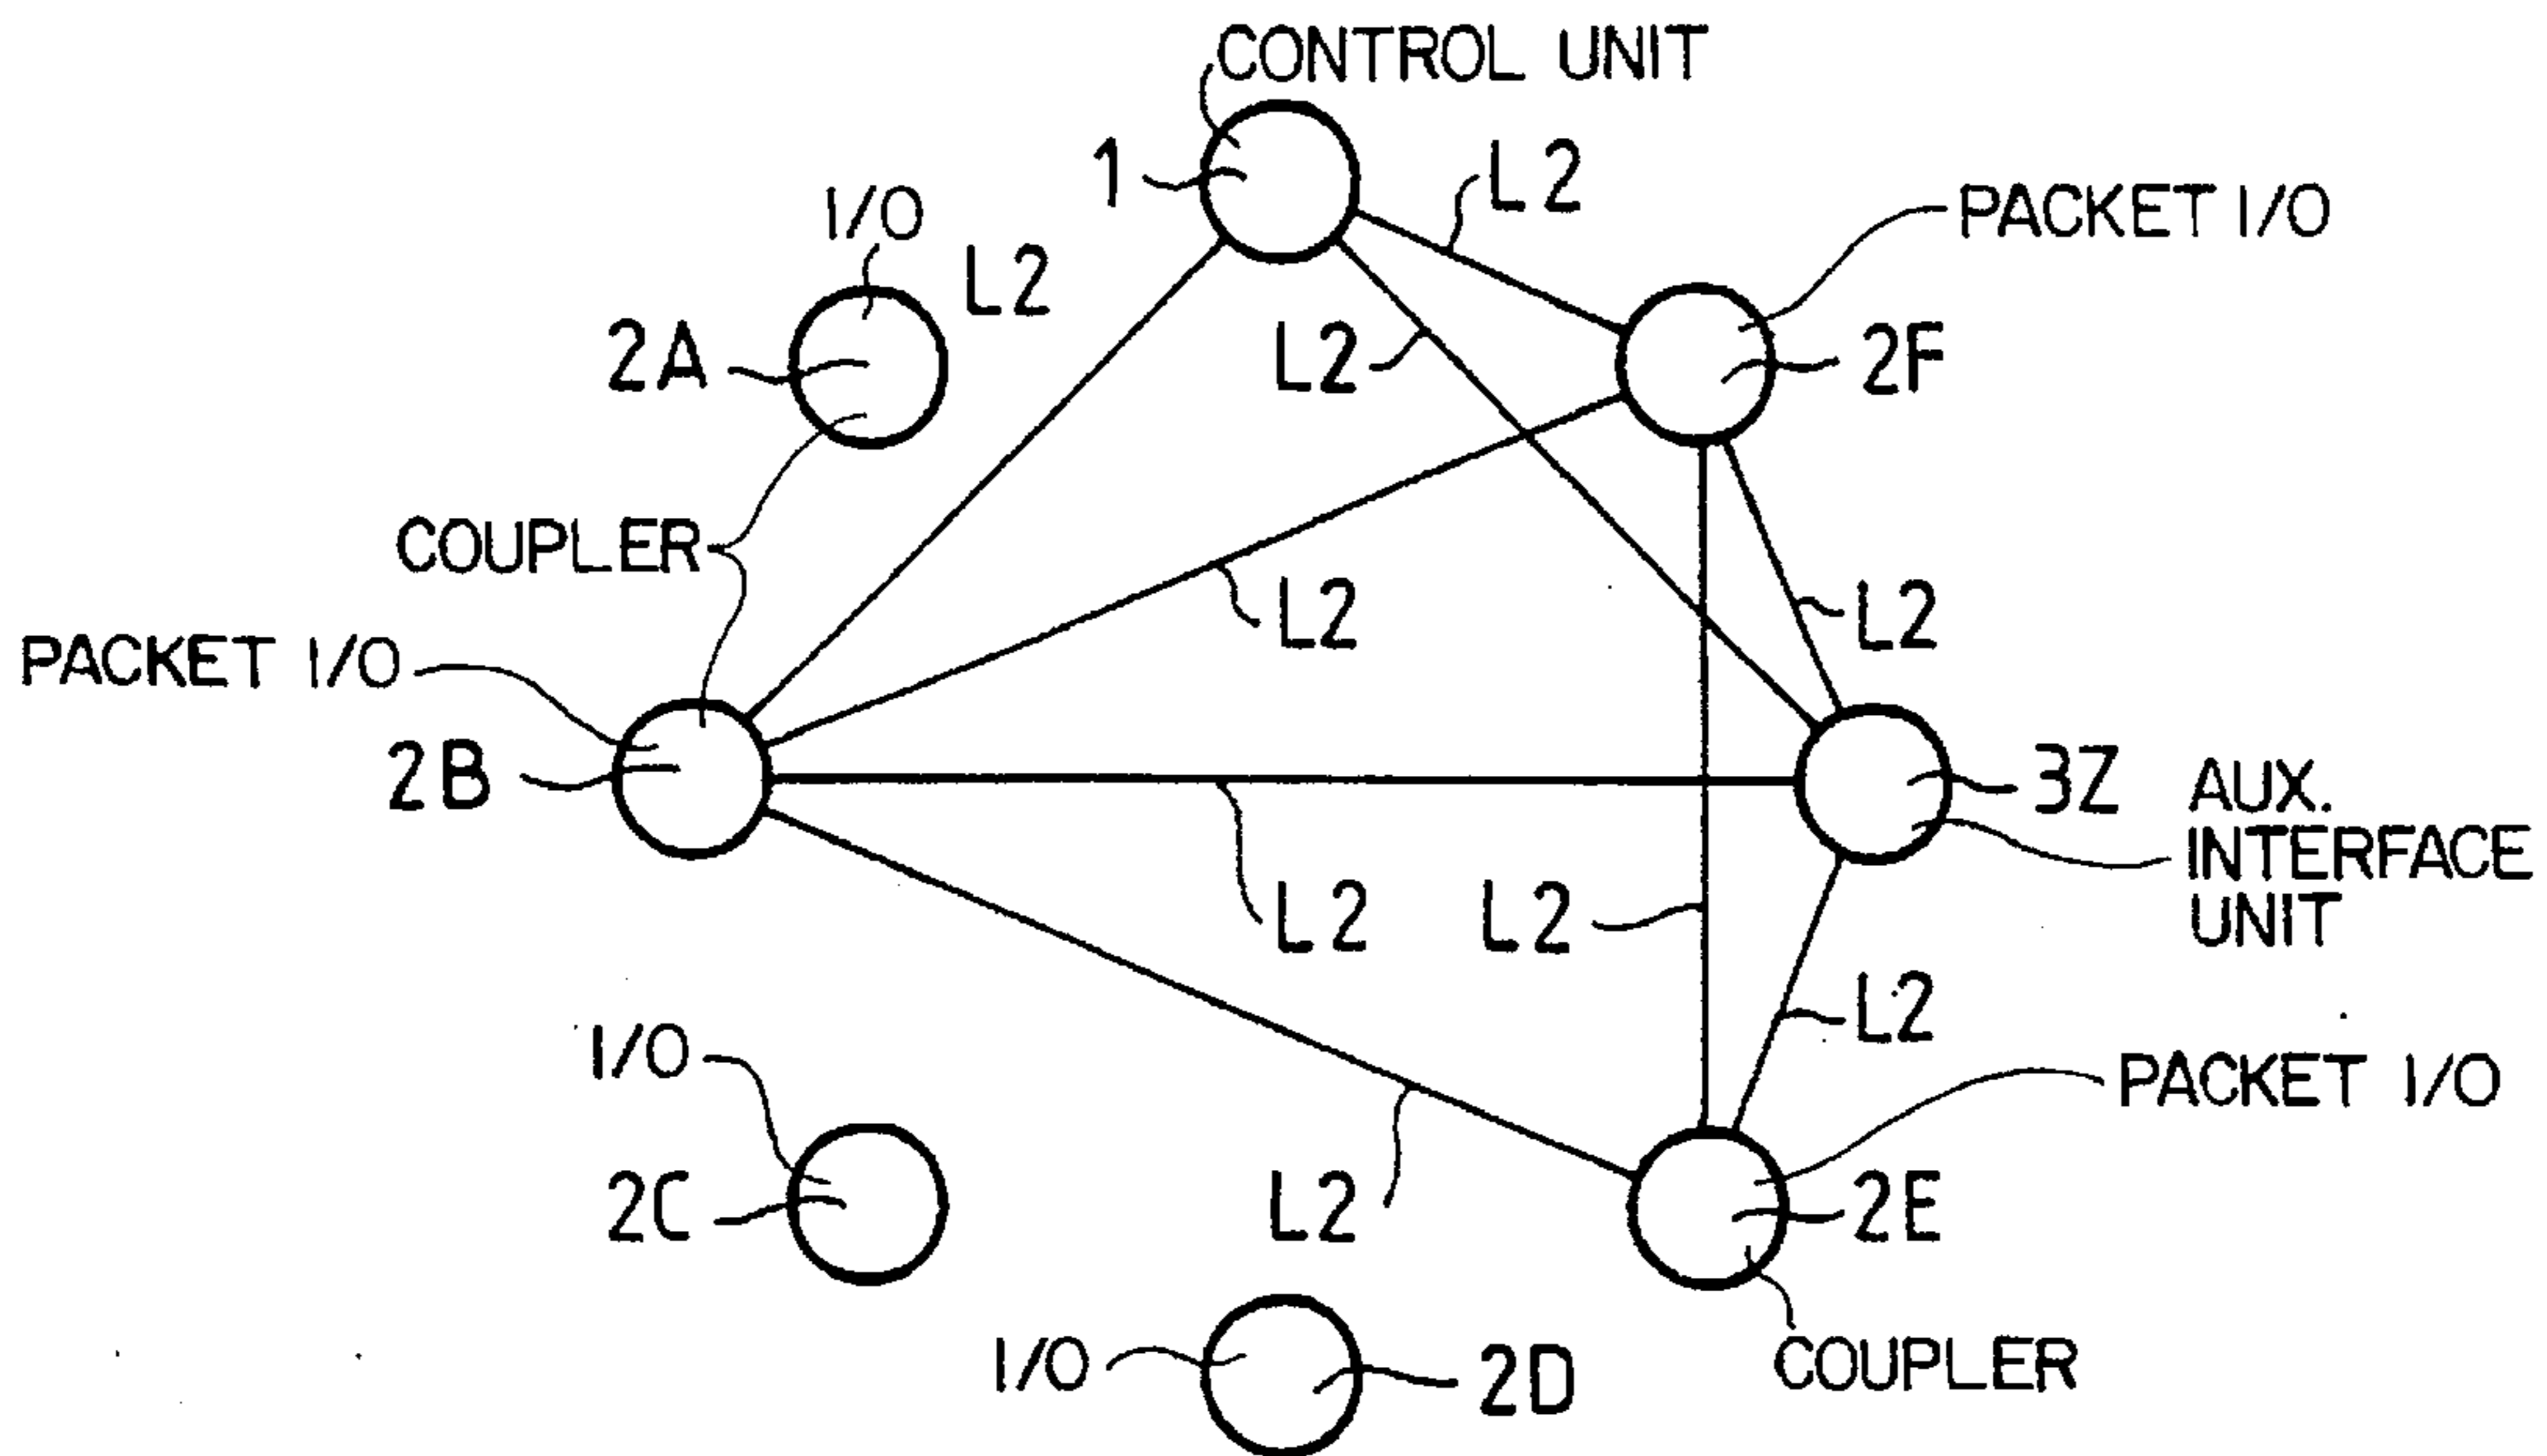 CONTROL UNIT
1
L2
PACKET I/O
I/O
L2
2A
L2
2F
COUPLER
L2
L2
PACKET I/O
2B
3Z
AUX.
INTERFACE
UNIT
L2
L2
L2
I/O
PACKET I/O
2C
L2
2E
I/O
2D
COUPLER